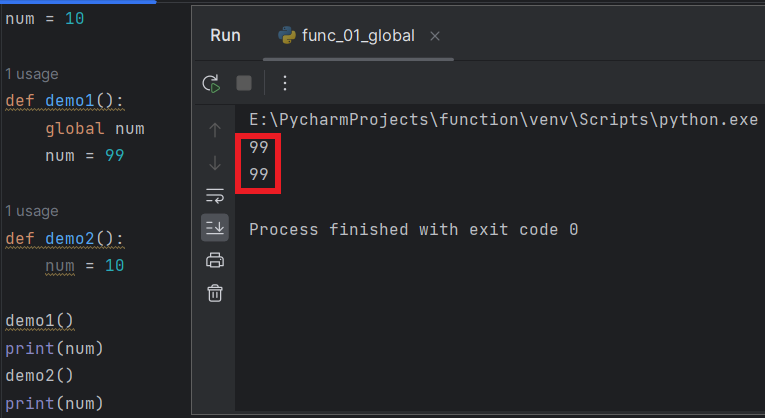 num = 10
1 usage
def demo1():
    global num
    num = 99
1 usage
def demo2():
    num = 10
demo1()
print(num)
demo2()
print(num)
Run
func_01_global
E:\PycharmProjects\function\venv\Scripts\python.exe
99
99
Process finished with exit code 0